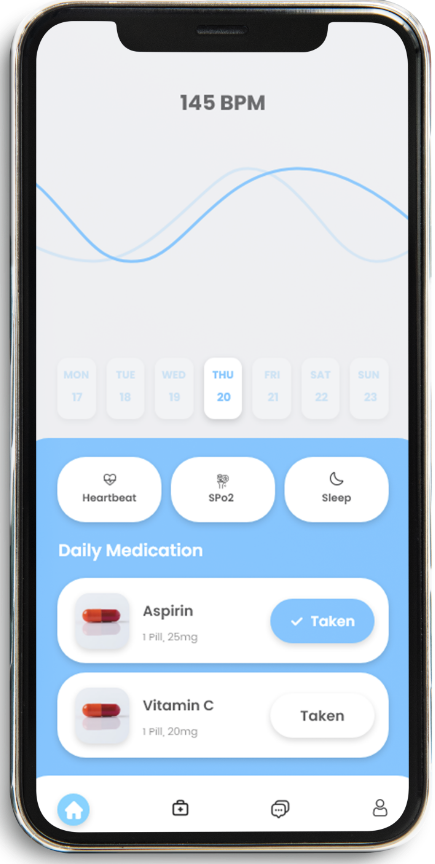 145 BPM
MON TUE WED THU FRI SAT SUN
17 18 19 20 21 22 23
Heartbeat SPo2 Sleep
Daily Medication
Aspirin
1 Pill, 25mg
Taken
Vitamin C
1 Pill, 20mg
Taken